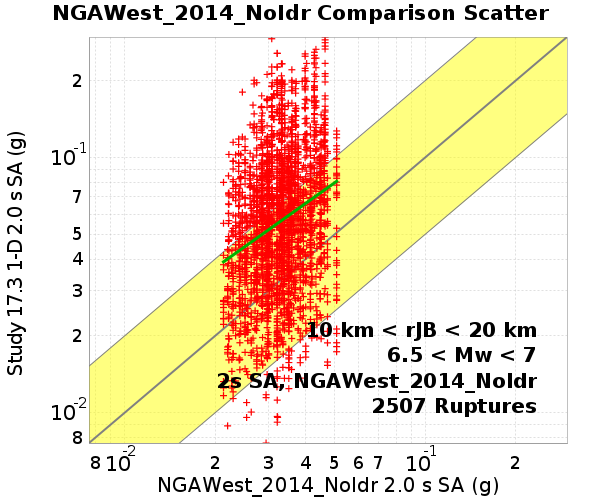 NGAWest_2014_NoIdr Comparison Scatter
Study 17.3 1-D 2.0 s SA (g)
2
10-1
7
5
4
3
2
10-2
8
10 km < rJB < 20 km
6.5 < Mw < 7
2s SA, NGAWest_2014_NoIdr
2507 Ruptures
8 10-2 2 3 4 5 6 7 10-1 2
NGAWest_2014_NoIdr 2.0 s SA (g)